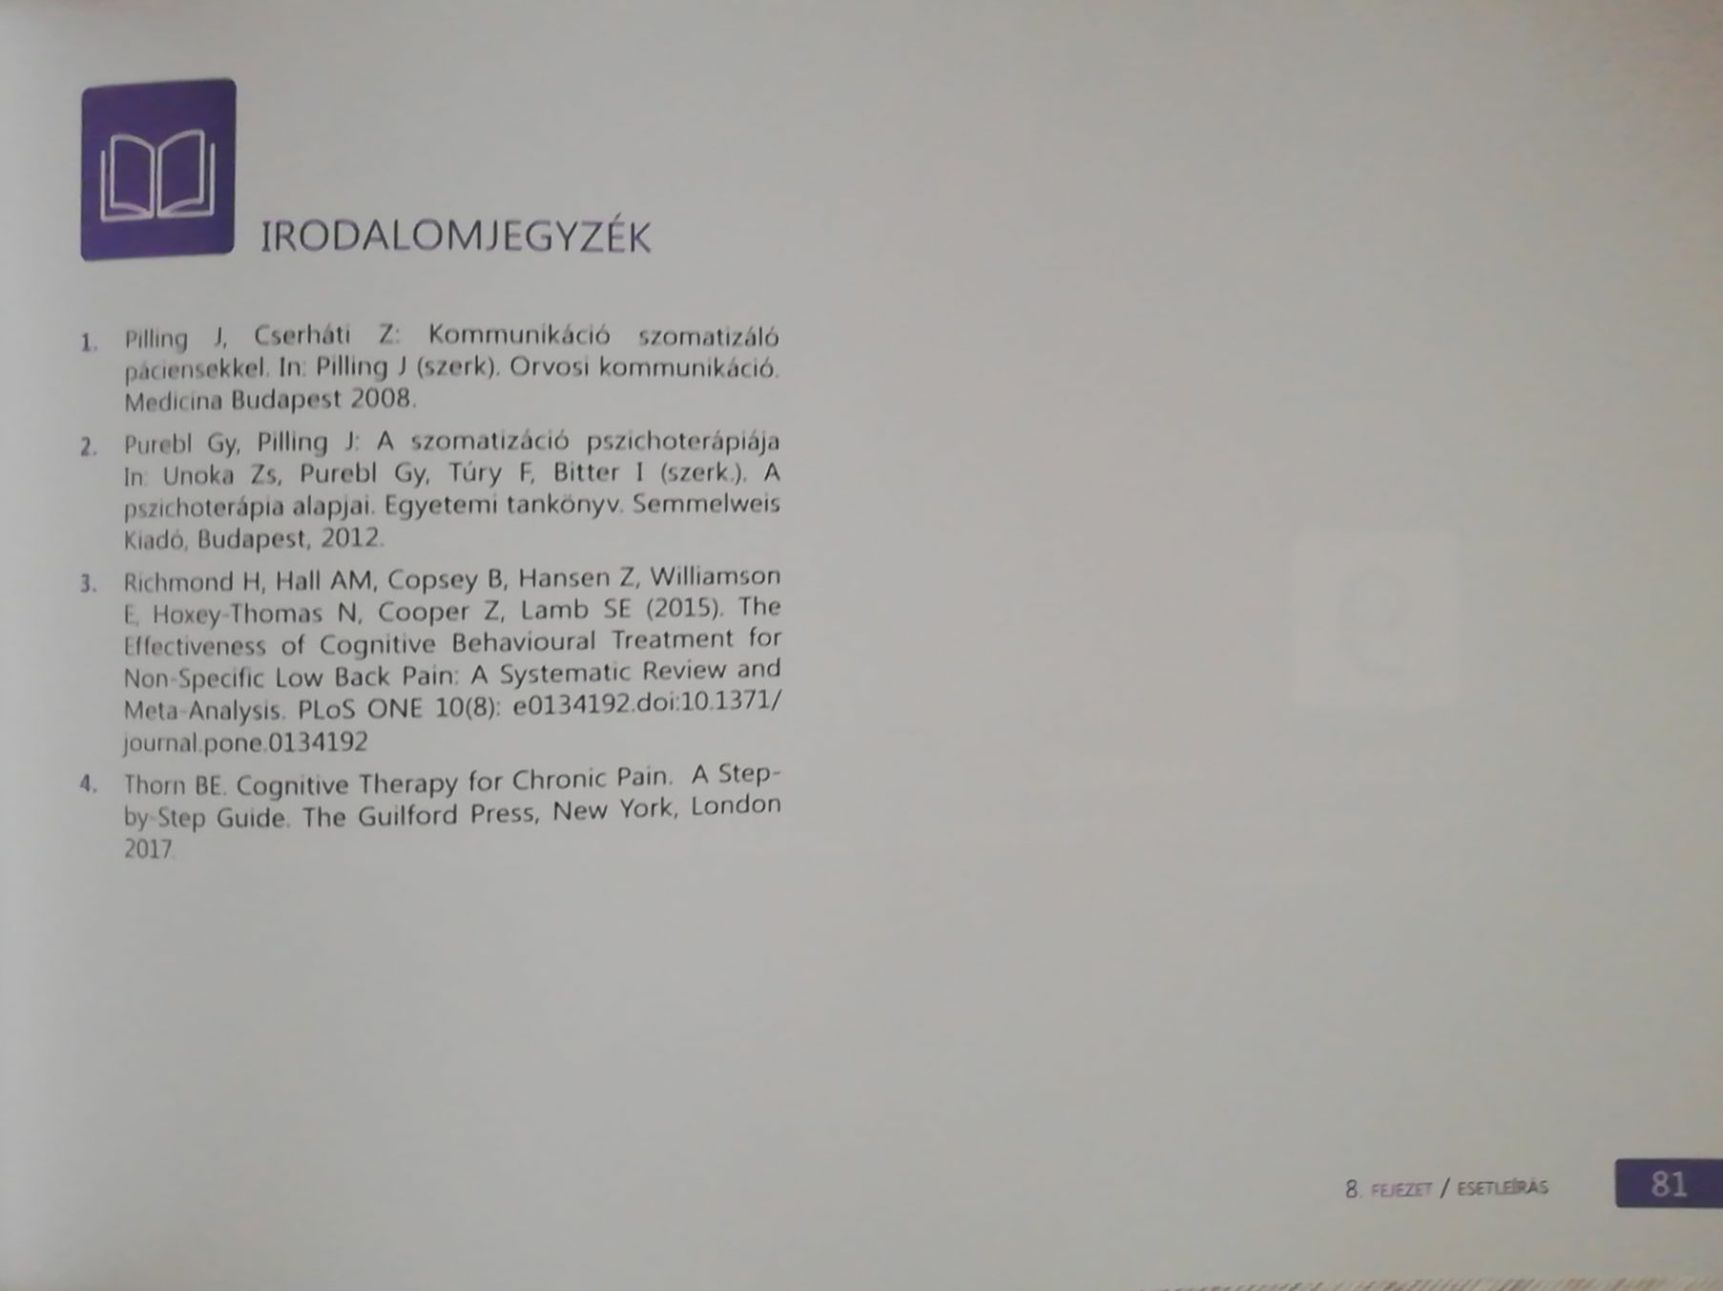 IRODALOMJEGYZÉK
1. Pilling J, Cserháti Z: Kommunikáció szomatizáló
páciensekkel. In: Pilling J (szerk). Orvosi kommunikáció.
Medicina Budapest 2008.
2. Purebl Gy, Pilling J: A szomatizáció pszichoterápiája
In: Unoka Zs, Purebl Gy, Túry F, Bitter I (szerk.). A
pszichoterápia alapjai. Egyetemi tankönyv. Semmelweis
Kiadó, Budapest, 2012.
3. Richmond H, Hall AM, Copsey B, Hansen Z, Williamson
E, Hoxey-Thomas N, Cooper Z, Lamb SE (2015). The
Effectiveness of Cognitive Behavioural Treatment for
Non-Specific Low Back Pain: A Systematic Review and
Meta-Analysis. PLoS ONE 10(8): e0134192.doi:10.1371/
journal.pone.0134192
4. Thorn BE. Cognitive Therapy for Chronic Pain. A Step-
by-Step Guide. The Guilford Press, New York, London
2017.
8. FEJEZET / ESETLEÍRÁS 81